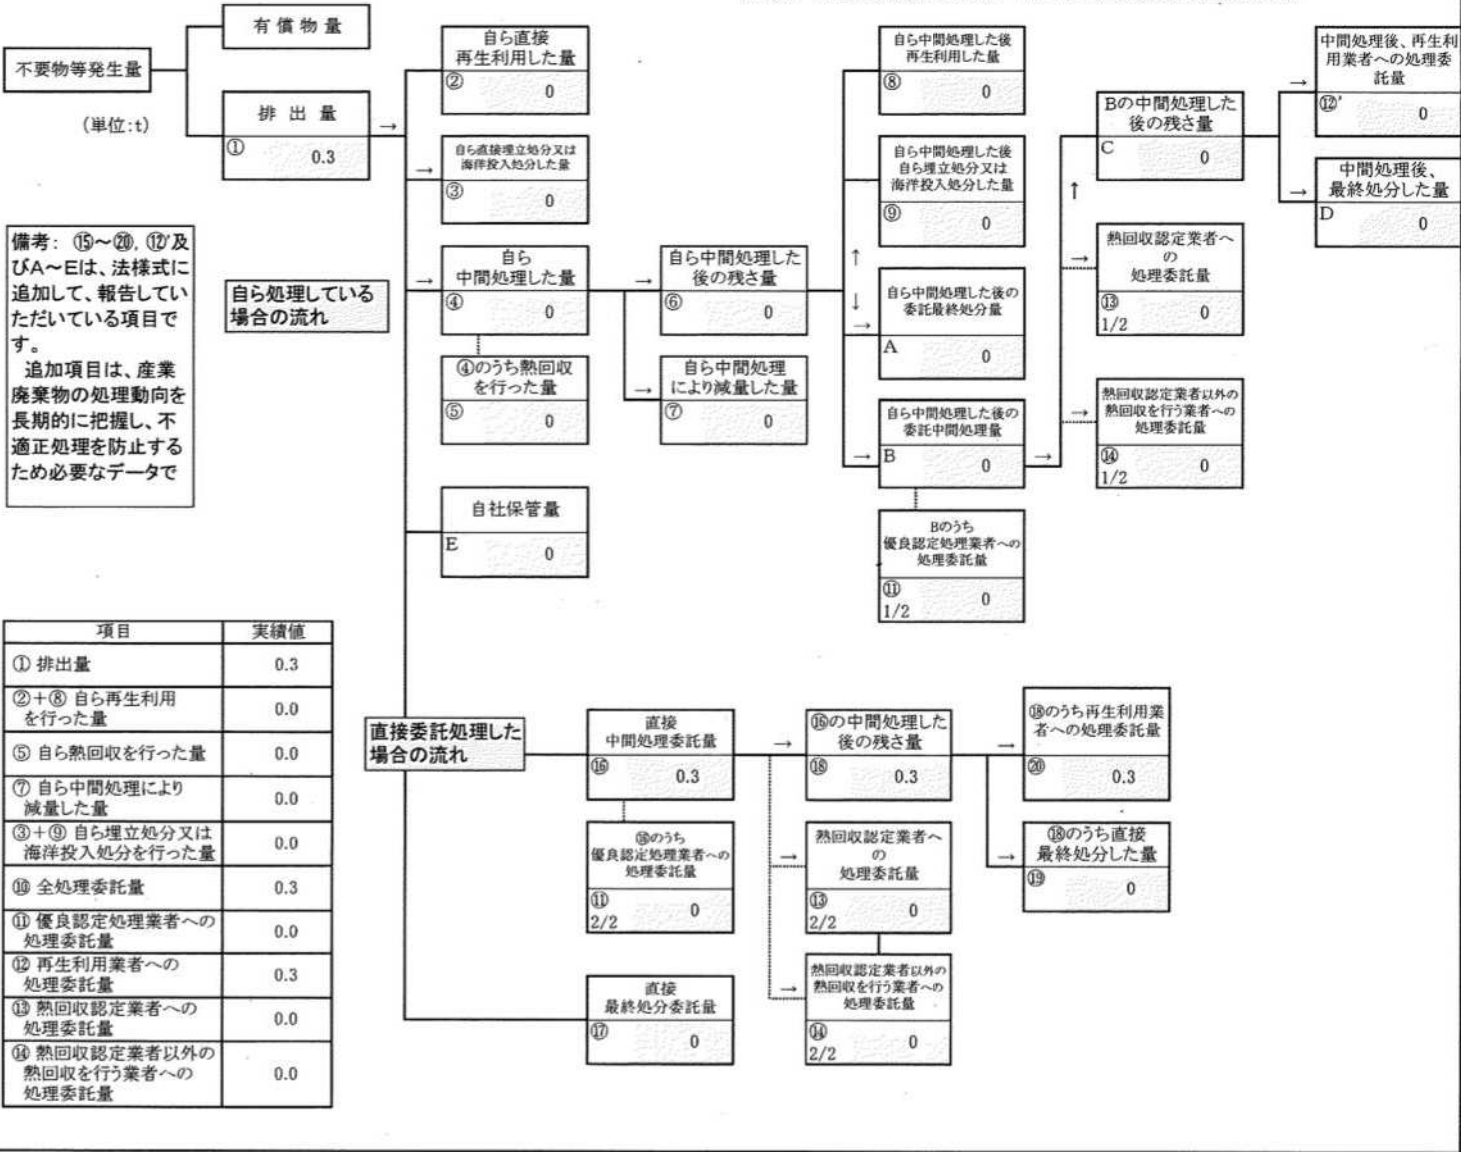 有 償 物 量
不要物等発生量
(単位:t)
排 出 量
①
0.3
→
備考: ⑮～⑳, ⑫'及
びA～Eは、法様式に
追加して、報告してい
ただいている項目で
す。
追加項目は、産業
廃棄物の処理動向を
長期的に把握し、不
適正処理を防止する
ため必要なデータで
自ら処理している
場合の流れ
自ら直接
再生利用した量
②
0
→
自ら直接埋立処分又は
海洋投入処分した量
③
0
→
自ら
中間処理した量
④
0
④のうち熱回収
を行った量
⑤
0
自社保管量
E
0
→
自ら中間処理した
後の残さ量
⑥
0
→
自ら中間処理
により減量した量
⑦
0
自ら中間処理した後
再生利用した量
⑧
0
自ら中間処理した後
自ら埋立処分又は
海洋投入処分した量
⑨
0
↑
↓
→
自ら中間処理した後の
委託最終処分量
A
0
→
自ら中間処理した後の
委託中間処理量
B
0
→
Bのうち
優良認定処理業者への
処理委託量
⑪
1/2
0
↑
Bの中間処理した
後の残さ量
C
0
→
熱回収認定業者へ
の
処理委託量
⑬
1/2
0
→
熱回収認定業者以外の
熱回収を行う業者への
処理委託量
⑭
1/2
0
→
中間処理後、再生利
用業者への処理委
託量
⑫'
0
→
中間処理後、
最終処分した量
D
0
項目 実績値
① 排出量 0.3
②+⑧ 自ら再生利用
を行った量 0.0
⑤ 自ら熱回収を行った量 0.0
⑦ 自ら中間処理により
減量した量 0.0
③+⑨ 自ら埋立処分又は
海洋投入処分を行った量 0.0
⑩ 全処理委託量 0.3
⑪ 優良認定処理業者への
処理委託量 0.0
⑫ 再生利用業者への
処理委託量 0.3
⑬ 熱回収認定業者への
処理委託量 0.0
⑭ 熱回収認定業者以外の
熱回収を行う業者への
処理委託量 0.0
直接委託処理した
場合の流れ
直接
中間処理委託量
⑯
0.3
⑯のうち
優良認定処理業者への
処理委託量
⑪
2/2
0
直接
最終処分委託量
⑰
0
→
⑯の中間処理した
後の残さ量
⑱
0.3
→
熱回収認定業者へ
の
処理委託量
⑬
2/2
0
→
熱回収認定業者以外の
熱回収を行う業者への
処理委託量
⑭
2/2
0
→
⑱のうち再生利用業
者への処理委託量
⑳
0.3
→
⑱のうち直接
最終処分した量
⑲
0